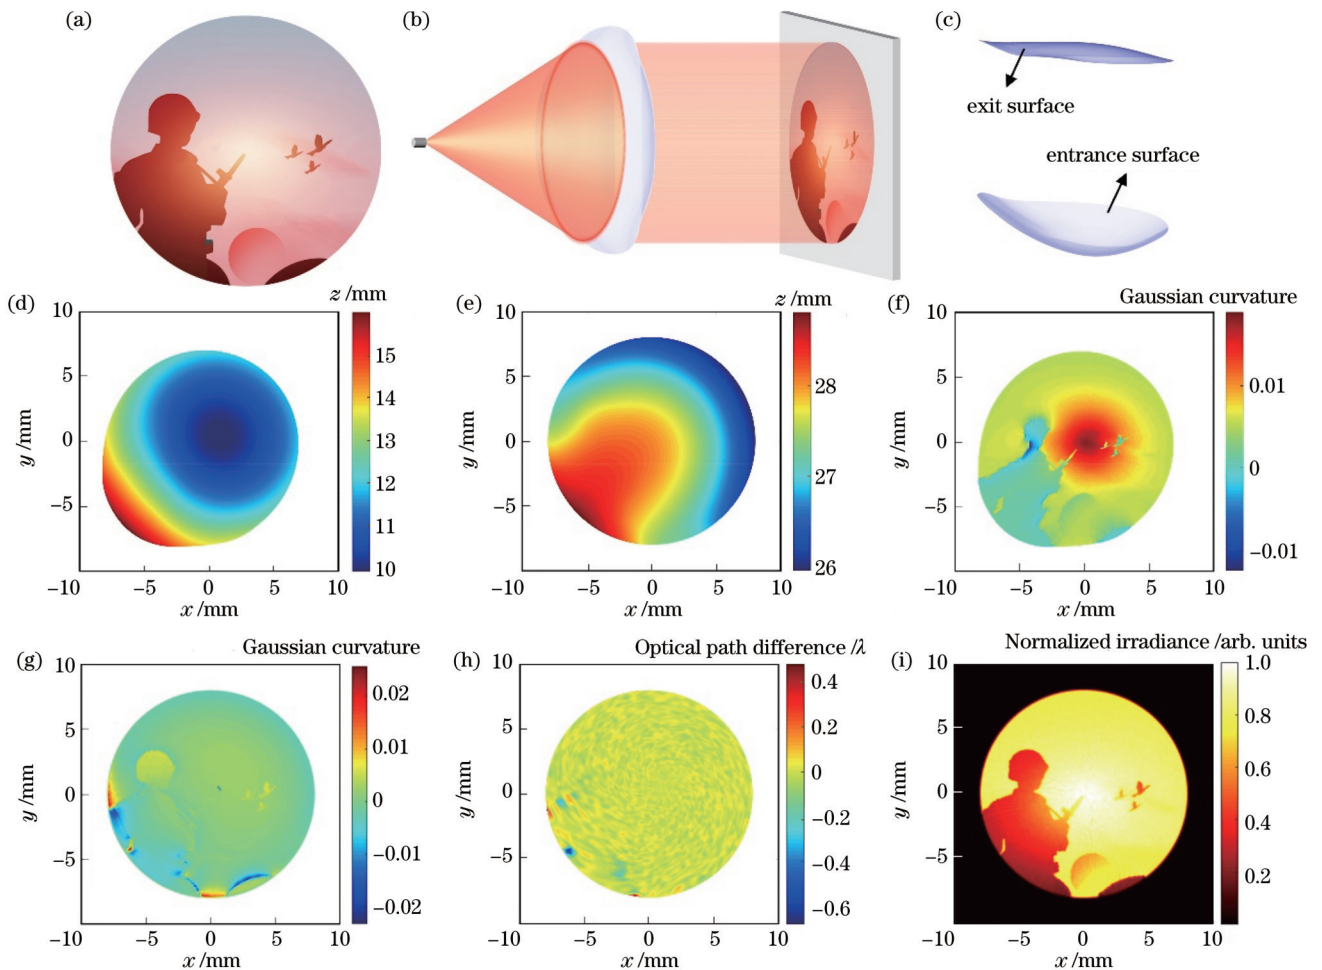 (a)
(b)
(c)
exit surface
entrance surface
(d)
z /mm
10
5
0
−5
−10
−5
0
5
10
y /mm
x /mm
15
14
13
12
11
10
(e)
z /mm
10
5
0
−5
−10
−5
0
5
10
y /mm
x /mm
28
27
26
(f)
Gaussian curvature
10
5
0
−5
−10
−5
0
5
10
y /mm
x /mm
0.01
0
−0.01
(g)
Gaussian curvature
10
5
0
−5
−10
−5
0
5
10
y /mm
x /mm
0.02
0.01
0
−0.01
−0.02
(h)
Optical path difference /λ
10
5
0
−5
−10
−5
0
5
10
y /mm
x /mm
0.4
0.2
0
−0.2
−0.4
−0.6
(i)
Normalized irradiance /arb. units
10
5
0
−5
−10
−5
0
5
10
y /mm
x /mm
1.0
0.8
0.6
0.4
0.2